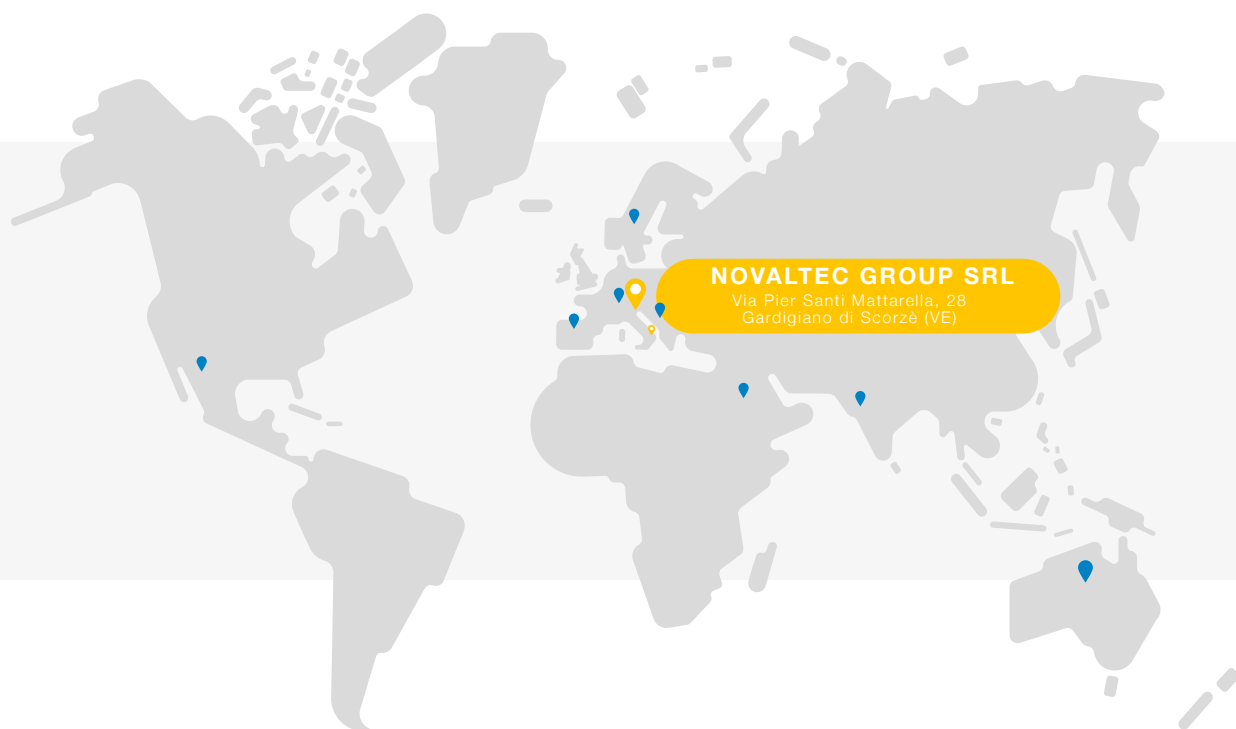 NOVALTEC GROUP SRL
Via Pier Santi Mattarella, 28
Gardigiano di Scorzè (VE)